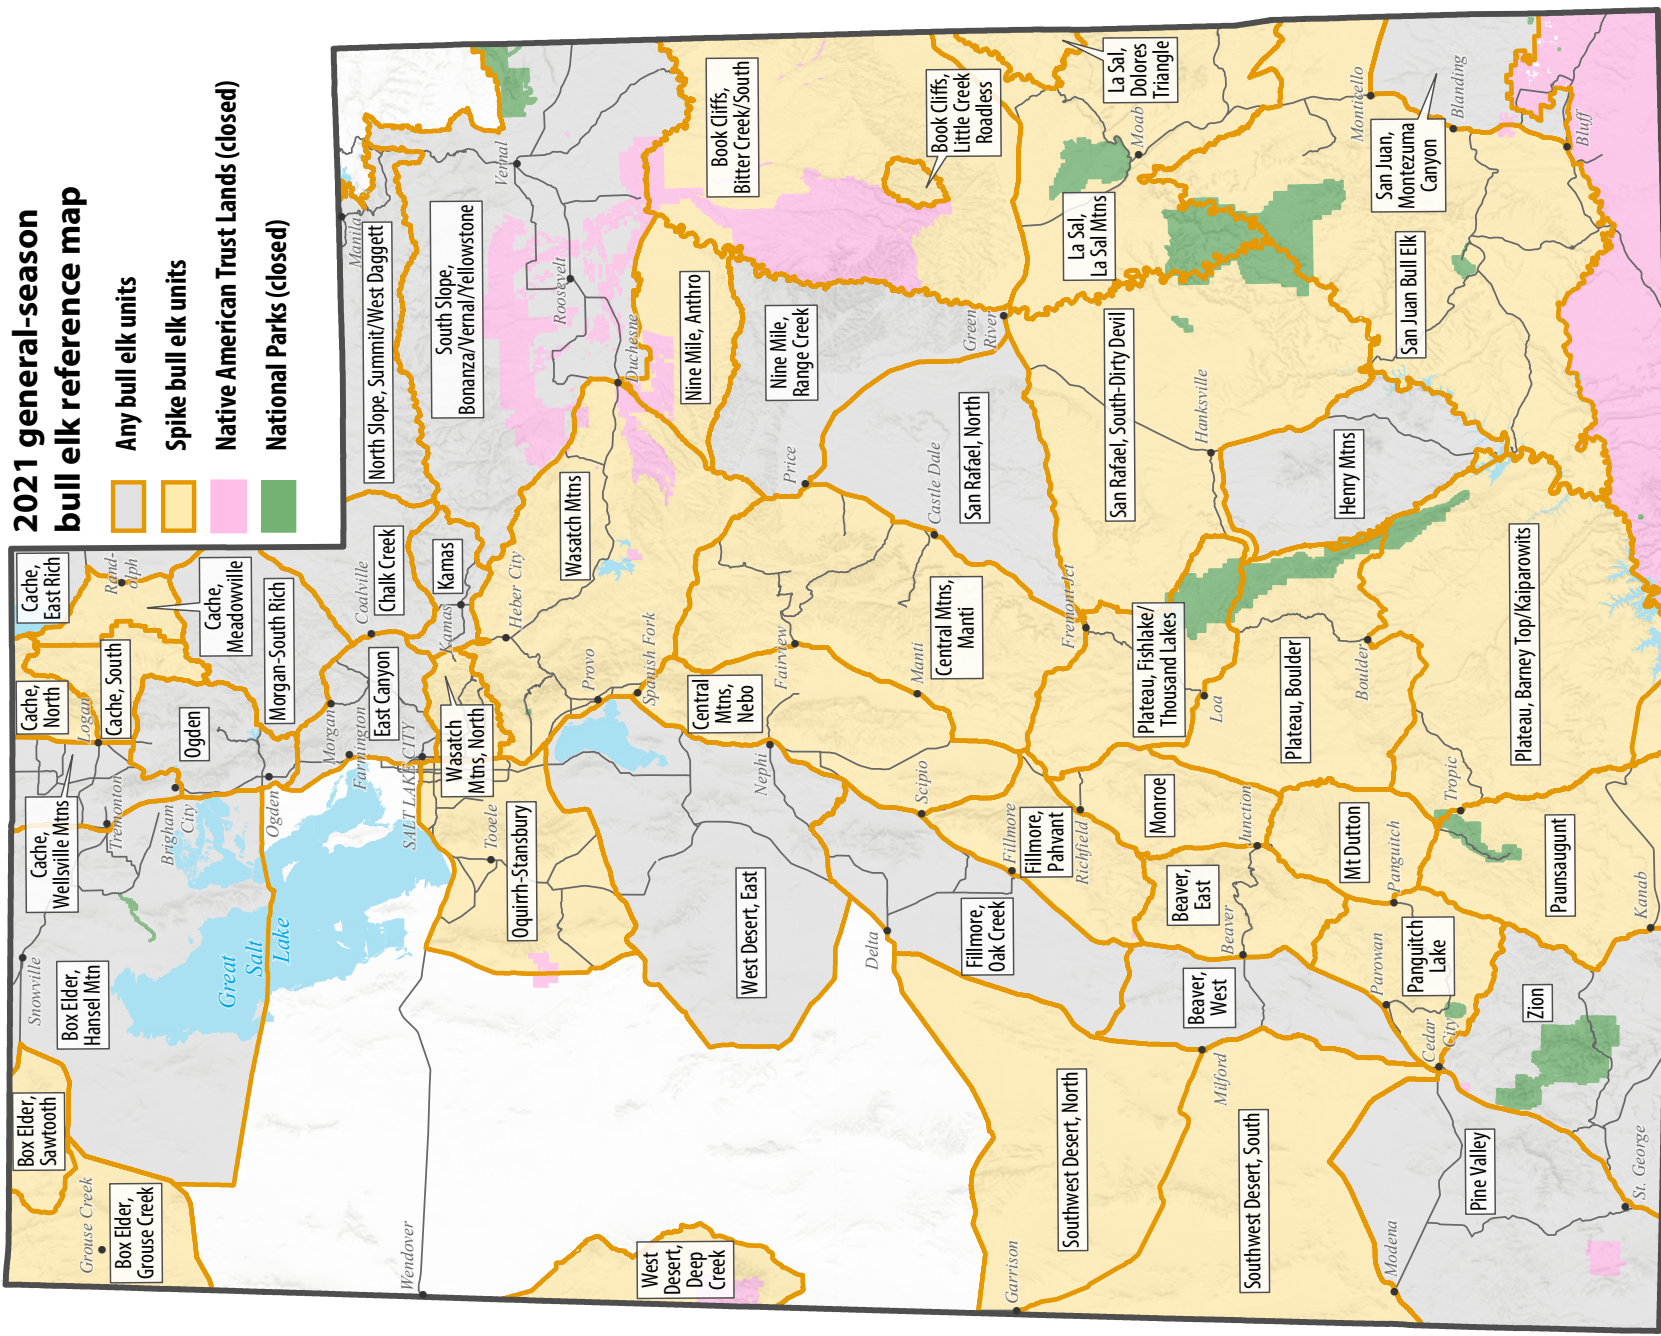 2021 general-season
bull elk reference map
Any bull elk units
Spike bull elk units
Native American Trust Lands (closed)
National Parks (closed)
Cache,
East Rich
Rand-
olph
Cache,
Meadowville
Cache,
North
Logan
Cache, South
Morgan-South Rich
Ogden
Cache,
Wellsville Mtns
Tremonton
Brigham
City
Ogden
Snowville
Box Elder,
Hansel Mtn
Great
Salt
Lake
Box Elder,
Sawtooth
Grouse Creek
Box Elder,
Grouse Creek
Coalville
Chalk Creek
Kamas
Kamas
East Canyon
Morgan
Farmington
SALT LAKE CITY
Wasatch
Mtns, North
Heber City
Wasatch Mtns
Provo
Spanish Fork
Tooele
Oquirrh-Stansbury
Wendover
West
Desert,
Deep
Creek
West Desert, East
Manila
North Slope, Summit/West Daggett
Vernal
South Slope,
Bonanza/Vernal/Yellowstone
Roosevelt
Duchesne
Nine Mile, Anthro
Book Cliffs,
Bitter Creek/South
Book Cliffs,
Little Creek
Roadless
Nine Mile,
Range Creek
Green
River
Price
Castle Dale
San Rafael, North
Central
Mtns,
Nebo
Nephi
Fairview
Manti
Central Mtns,
Manti
Scipio
Delta
Fillmore
Fillmore,
Oak Creek
Fillmore,
Pahvant
Richfield
Fremont Jct
La Sal,
Dolores
Triangle
Moab
La Sal,
La Sal Mtns
San Rafael, South-Dirty Devil
Hanksville
Henry Mtns
Monticello
San Juan,
Montezuma
Canyon
Blanding
Bluff
San Juan Bull Elk
Plateau, Fishlake/
Thousand Lakes
Loa
Plateau, Boulder
Boulder
Plateau, Barney Top/Kaiparowits
Monroe
Junction
Mt Dutton
Panguitch
Tropic
Paunsaugunt
Kanab
Beaver,
East
Beaver
Beaver,
West
Milford
Parowan
Panguitch
Lake
Cedar
City
Zion
Southwest Desert, North
Garrison
Southwest Desert, South
Modena
Pine Valley
St. George